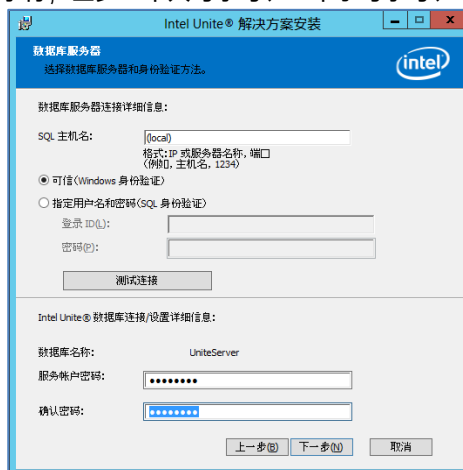 Intel Unite® 解决方案安装
数据库服务器
选择数据库服务器和身份验证方法。
intel
数据库服务器连接详细信息:
SQL 主机名:
(local)
格式:IP 或服务器名称, 端口
(例如, 主机名, 1234)
可信(Windows 身份验证)
指定用户名和密码(SQL 身份验证)
登录 ID(L):
密码(P):
测试连接
Intel Unite® 数据库连接/设置详细信息:
数据库名称: UniteServer
服务帐户密码: ••••••••
确认密码: ••••••••
上一步(B) 下一步(N) 取消